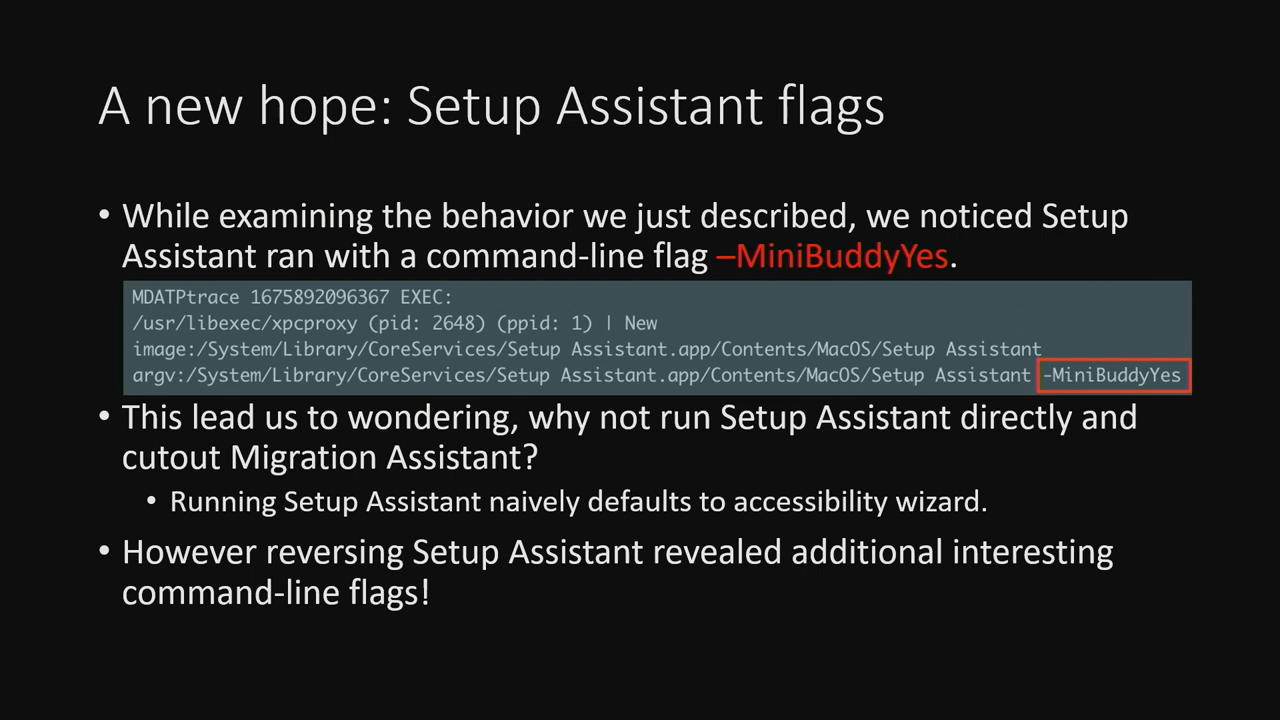 A new hope: Setup Assistant flags
• While examining the behavior we just described, we noticed Setup
Assistant ran with a command-line flag –MiniBuddyYes.
MDATPtrace 1675892096367 EXEC:
/usr/libexec/xpcproxy (pid: 2648) (ppid: 1) | New
image:/System/Library/CoreServices/Setup Assistant.app/Contents/MacOS/Setup Assistant
argv:/System/Library/CoreServices/Setup Assistant.app/Contents/MacOS/Setup Assistant -MiniBuddyYes
• This lead us to wondering, why not run Setup Assistant directly and
cutout Migration Assistant?
• Running Setup Assistant naively defaults to accessibility wizard.
• However reversing Setup Assistant revealed additional interesting
command-line flags!